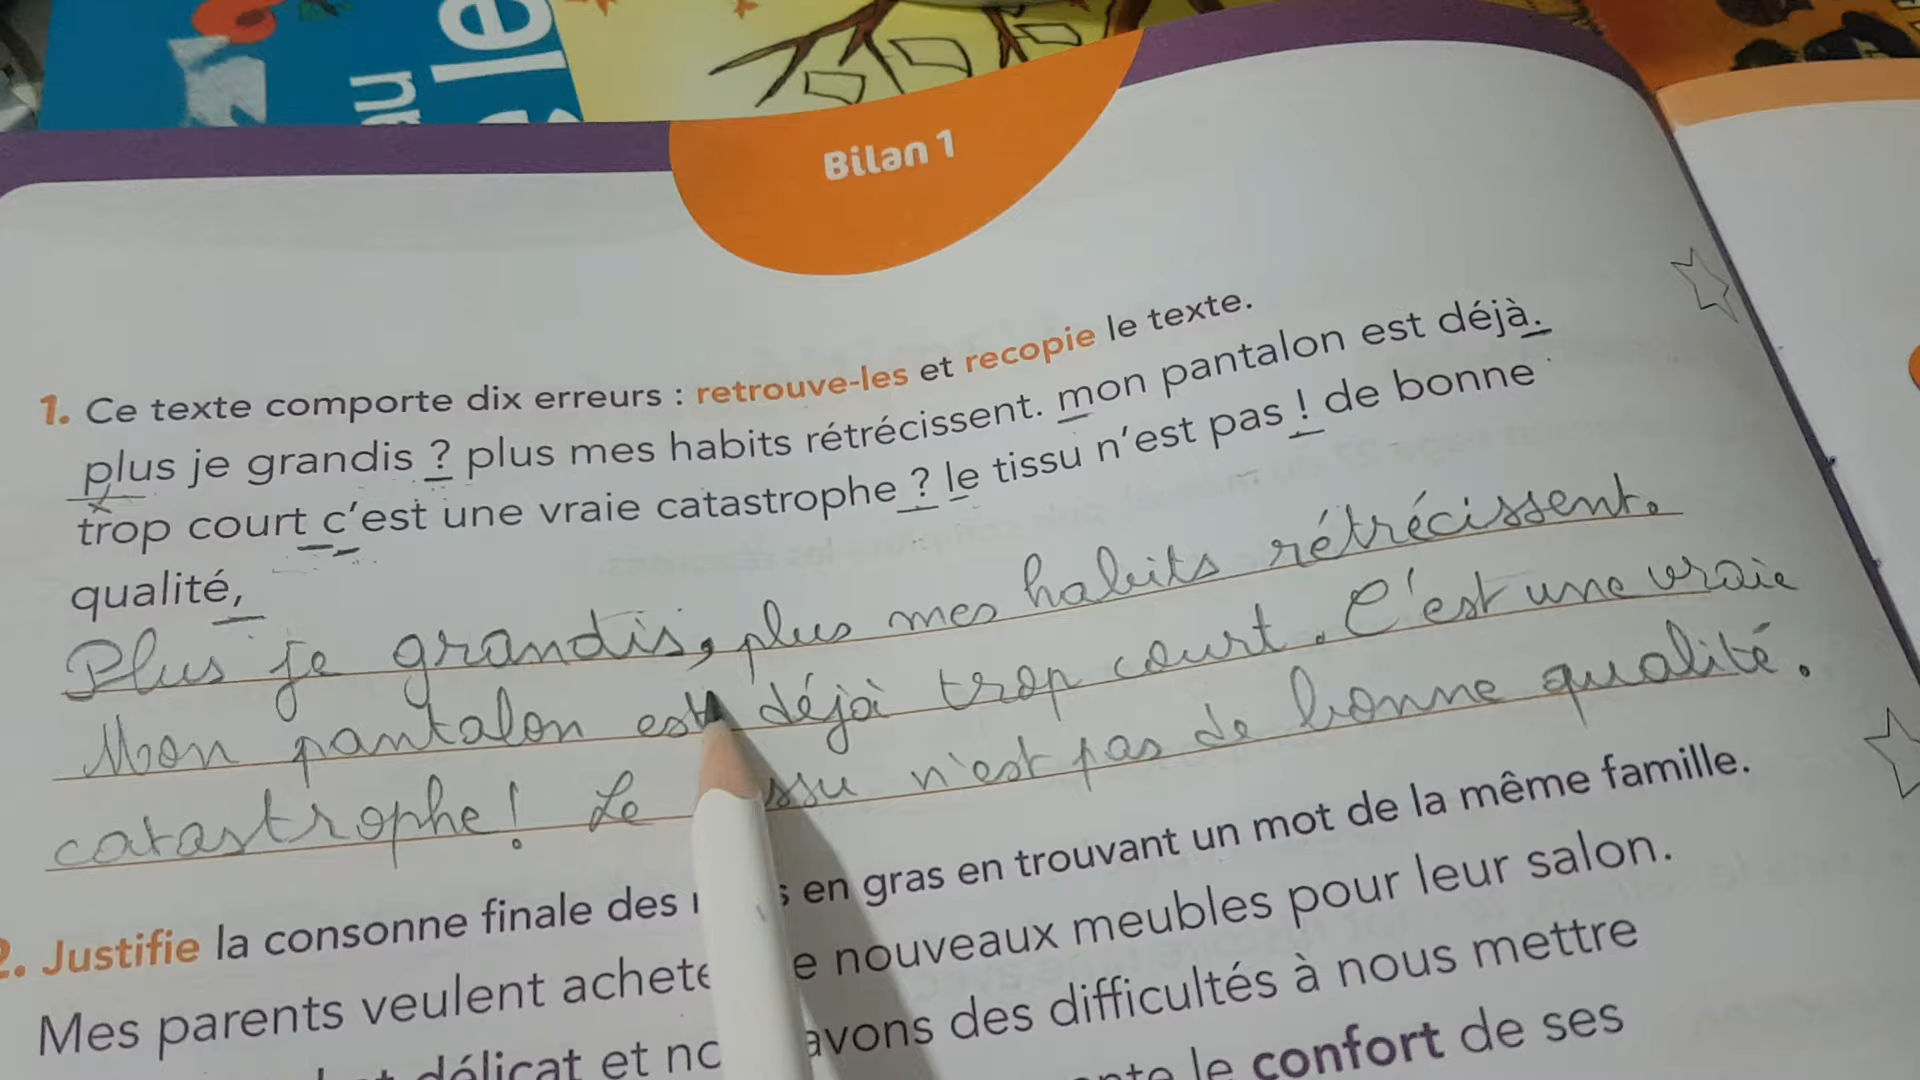 au
le
Bilan 1
1. Ce texte comporte dix erreurs : retrouve-les et recopie le texte.
plus je grandis ? plus mes habits rétrécissent. mon pantalon est déjà.
trop court c'est une vraie catastrophe ? le tissu n'est pas ! de bonne
qualité,
Plus je grandis, plus mes habits rétrécissent.
Mon pantalon est déjà trop court. C'est une vraie
catastrophe ! Le ssu n'est pas de bonne qualité.
2. Justifie la consonne finale des en gras en trouvant un mot de la même famille.
Mes parents veulent achete e nouveaux meubles pour leur salon.
délicat et no avons des difficultés à nous mettre
le confort de ses